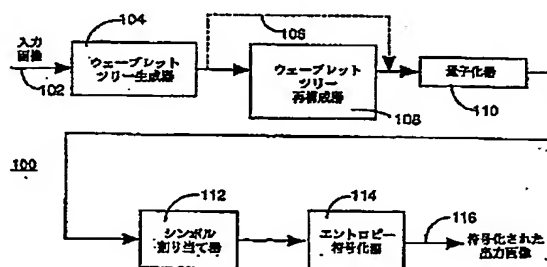 104
106
入力
画像
ウェーブレット
ツリー生成器
ウェーブレット
ツリー
再構成器
量子化器
102
108
110
100
112
114
116
シンボル
割り当て器
エントロピー
符号化器
符号化された
出力画像